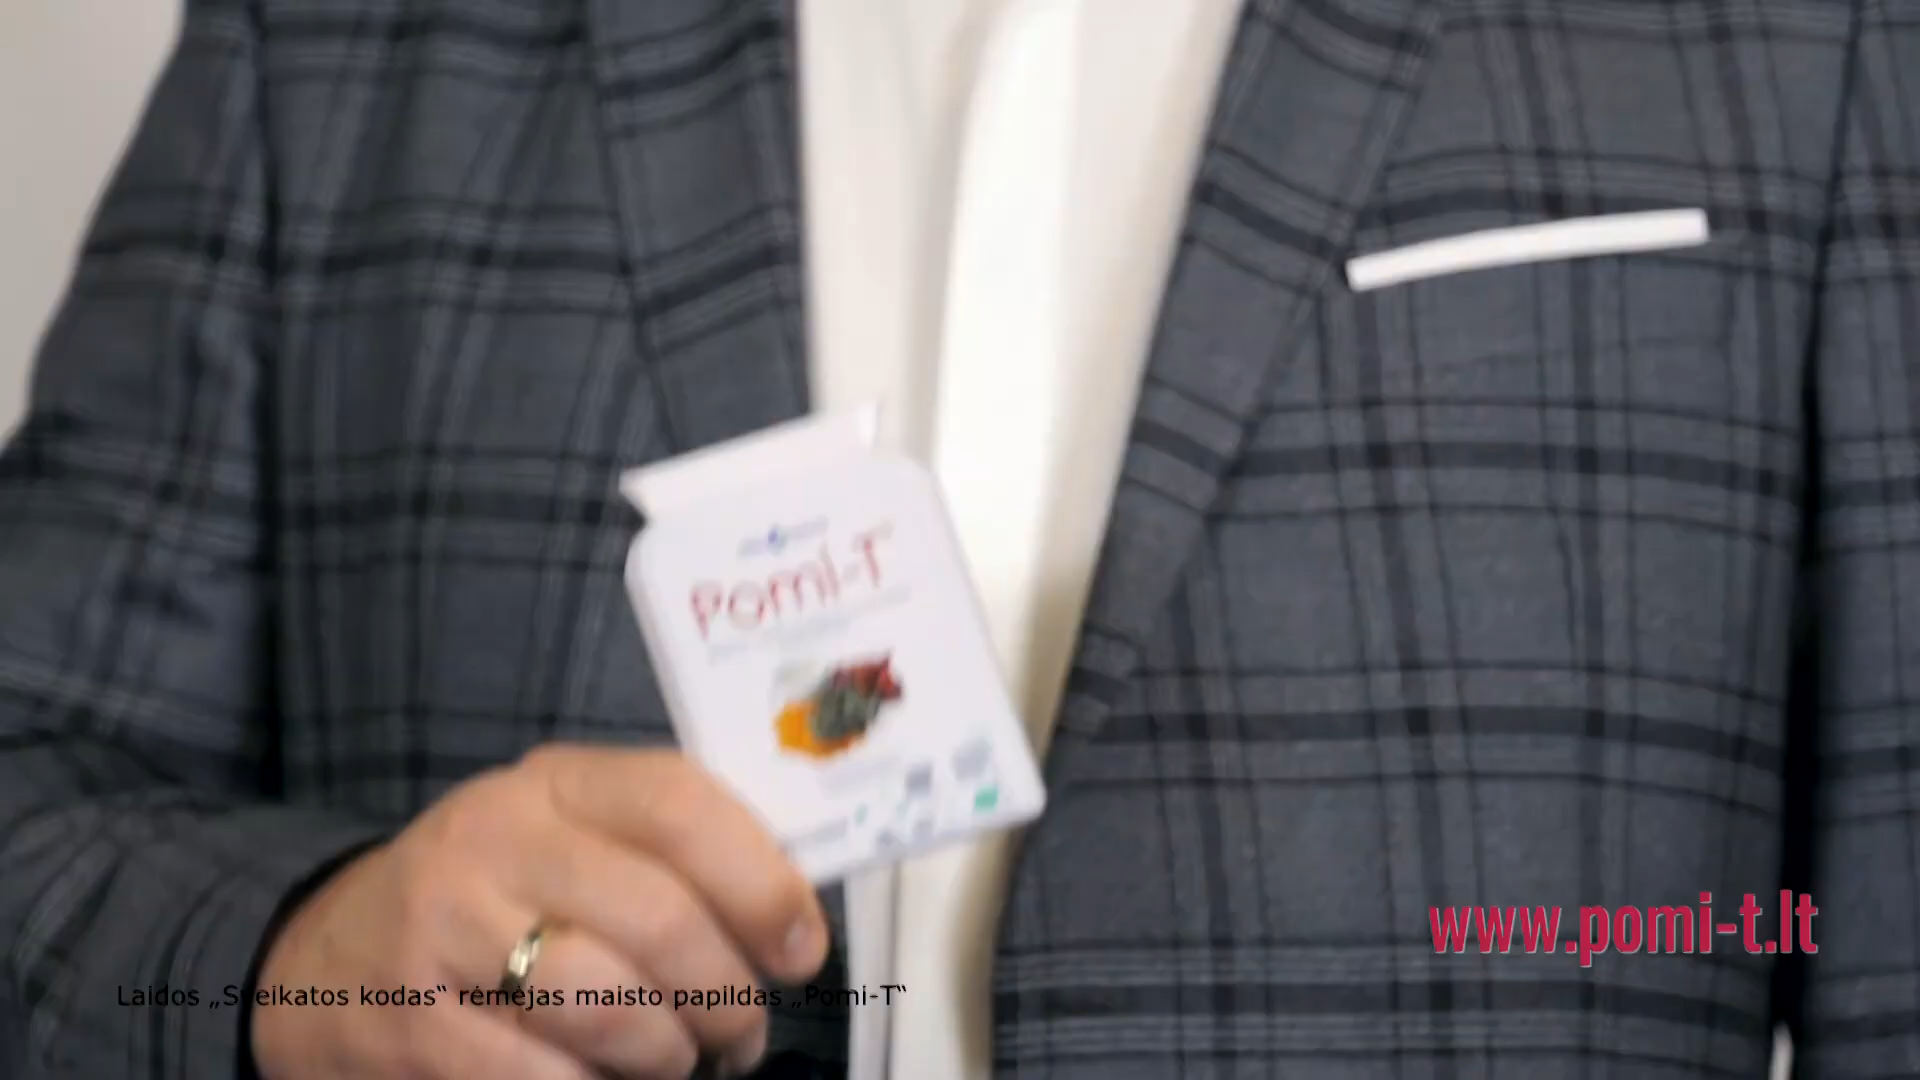 Pomi-T
www.pomi-t.lt
Laidos „Sveikatos kodas“ rėmėjas maisto papildas „Pomi-T“